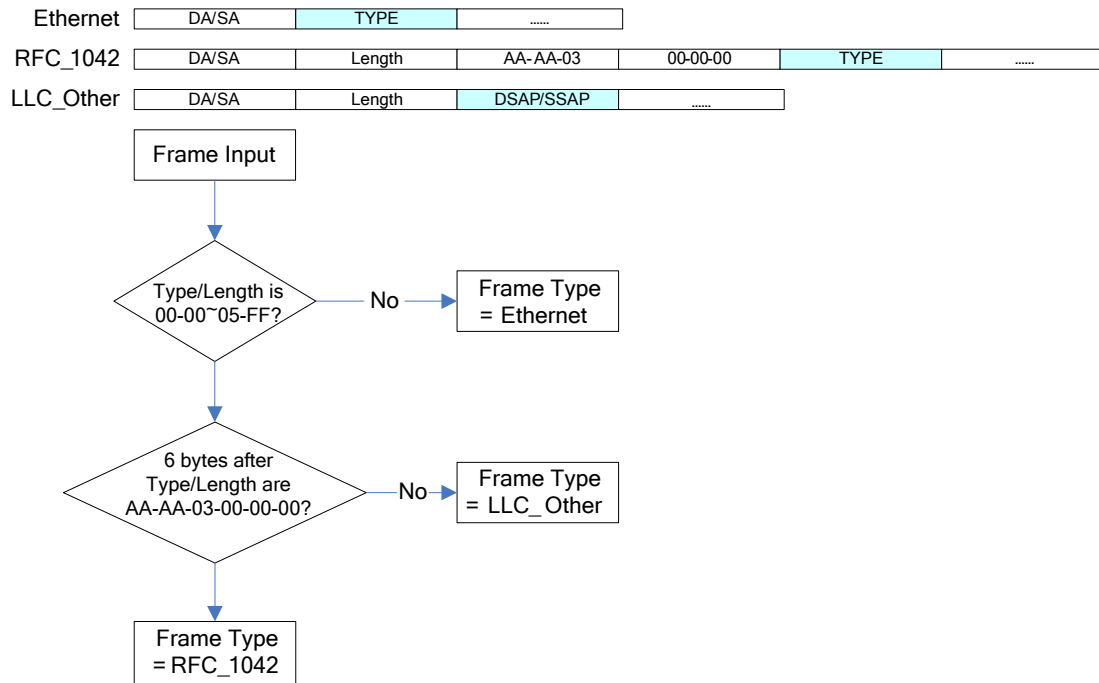 Ethernet DA/SA TYPE ......
RFC_1042 DA/SA Length AA-AA-03 00-00-00 TYPE ......
LLC_Other DA/SA Length DSAP/SSAP ......
Frame Input
Type/Length is
00-00~05-FF?
No
Frame Type
= Ethernet
6 bytes after
Type/Length are
AA-AA-03-00-00-00?
No
Frame Type
= LLC_ Other
Frame Type
= RFC_1042